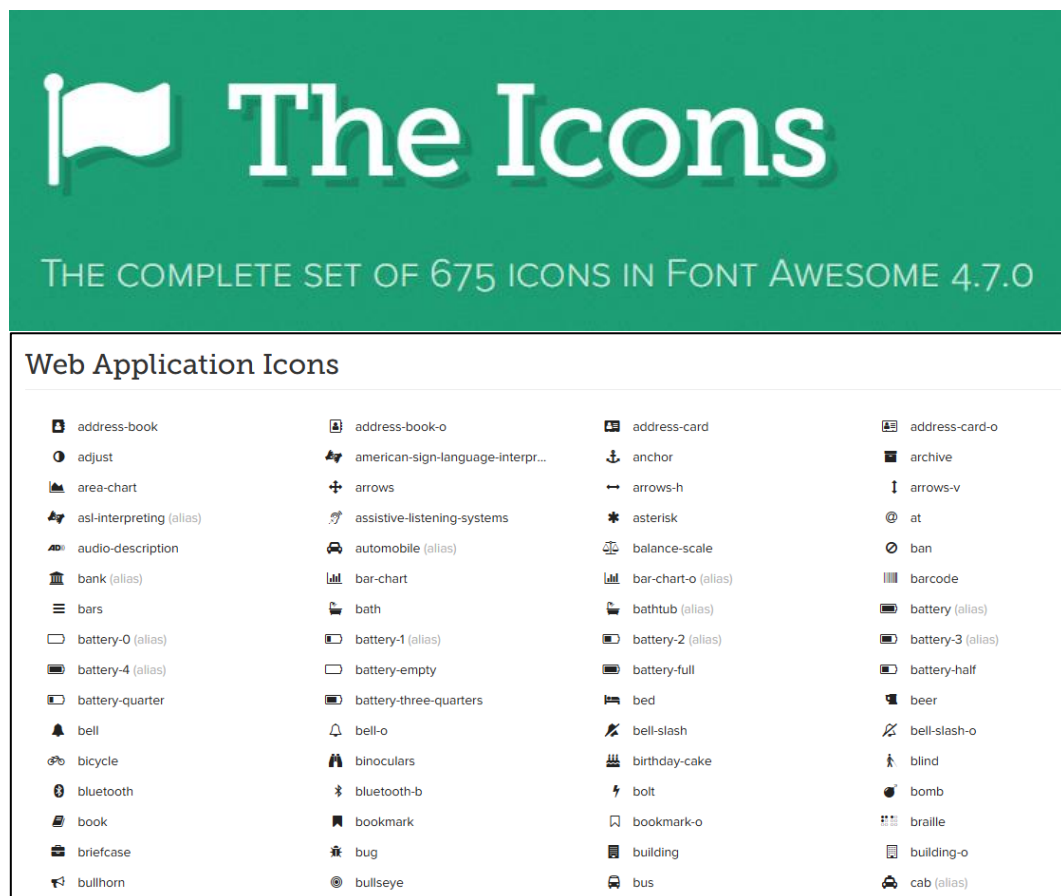 The Icons
THE COMPLETE SET OF 675 ICONS IN FONT AWESOME 4.7.0
Web Application Icons
address-book address-book-o address-card address-card-o
adjust american-sign-language-interpr... anchor archive
area-chart arrows arrows-h arrows-v
asl-interpreting (alias) assistive-listening-systems asterisk at
audio-description automobile (alias) balance-scale ban
bank (alias) bar-chart bar-chart-o (alias) barcode
bars bath bathtub (alias) battery (alias)
battery-0 (alias) battery-1 (alias) battery-2 (alias) battery-3 (alias)
battery-4 (alias) battery-empty battery-full battery-half
battery-quarter battery-three-quarters bed beer
bell bell-o bell-slash bell-slash-o
bicycle binoculars birthday-cake blind
bluetooth bluetooth-b bolt bomb
book bookmark bookmark-o braille
briefcase bug building building-o
bullhorn bullseye bus cab (alias)